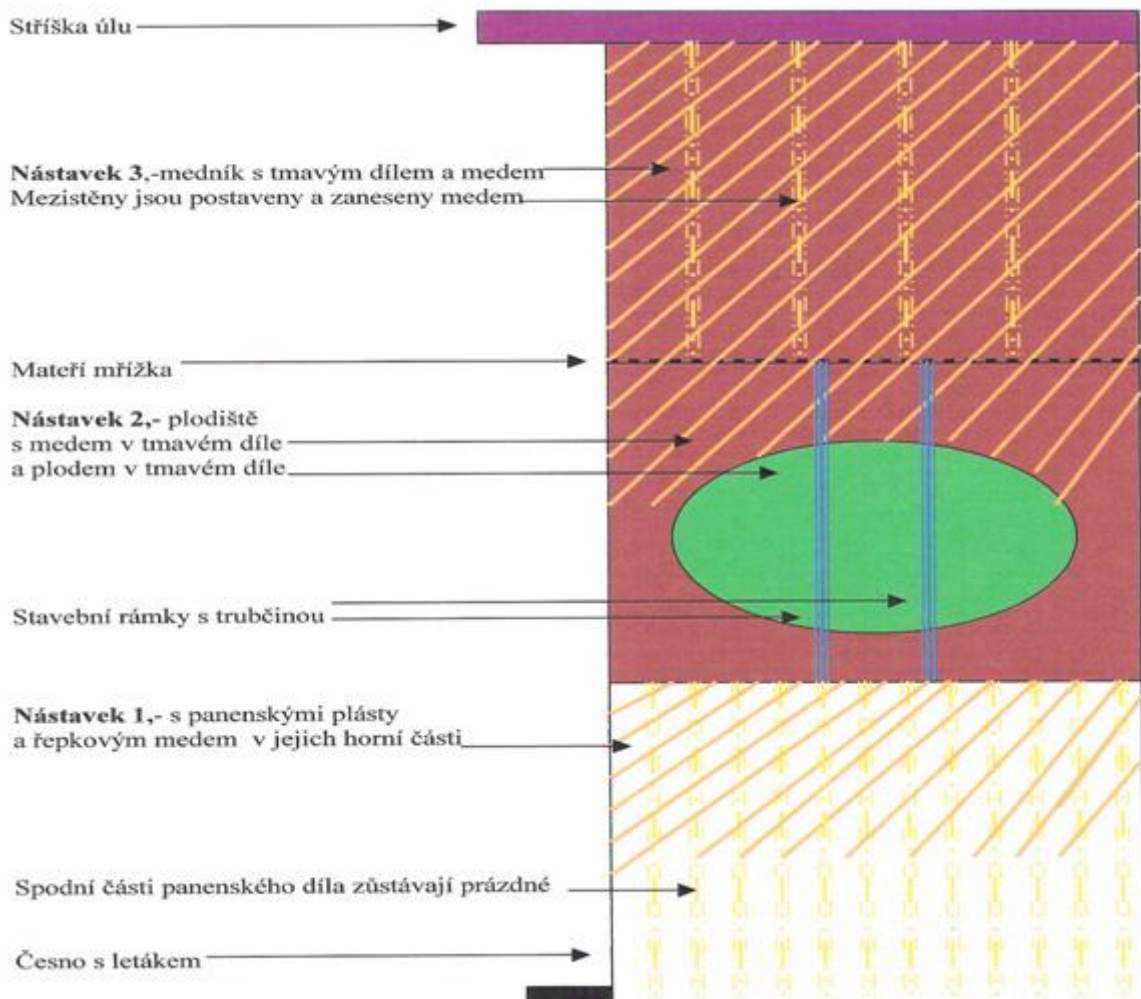 Stříška úlu
Nástavek 3,-medník s tmavým dílem a medem
Mezistěny jsou postaveny a zaneseny medem
Mateří mřížka
Nástavek 2,- plodiště
s medem v tmavém díle
a plodem v tmavém díle
Stavební rámky s trubčinou
Nástavek 1,- s panenskými plásty
a řepkovým medem v jejich horní části
Spodní části panenského díla zůstávají prázdné
Česno s letákem